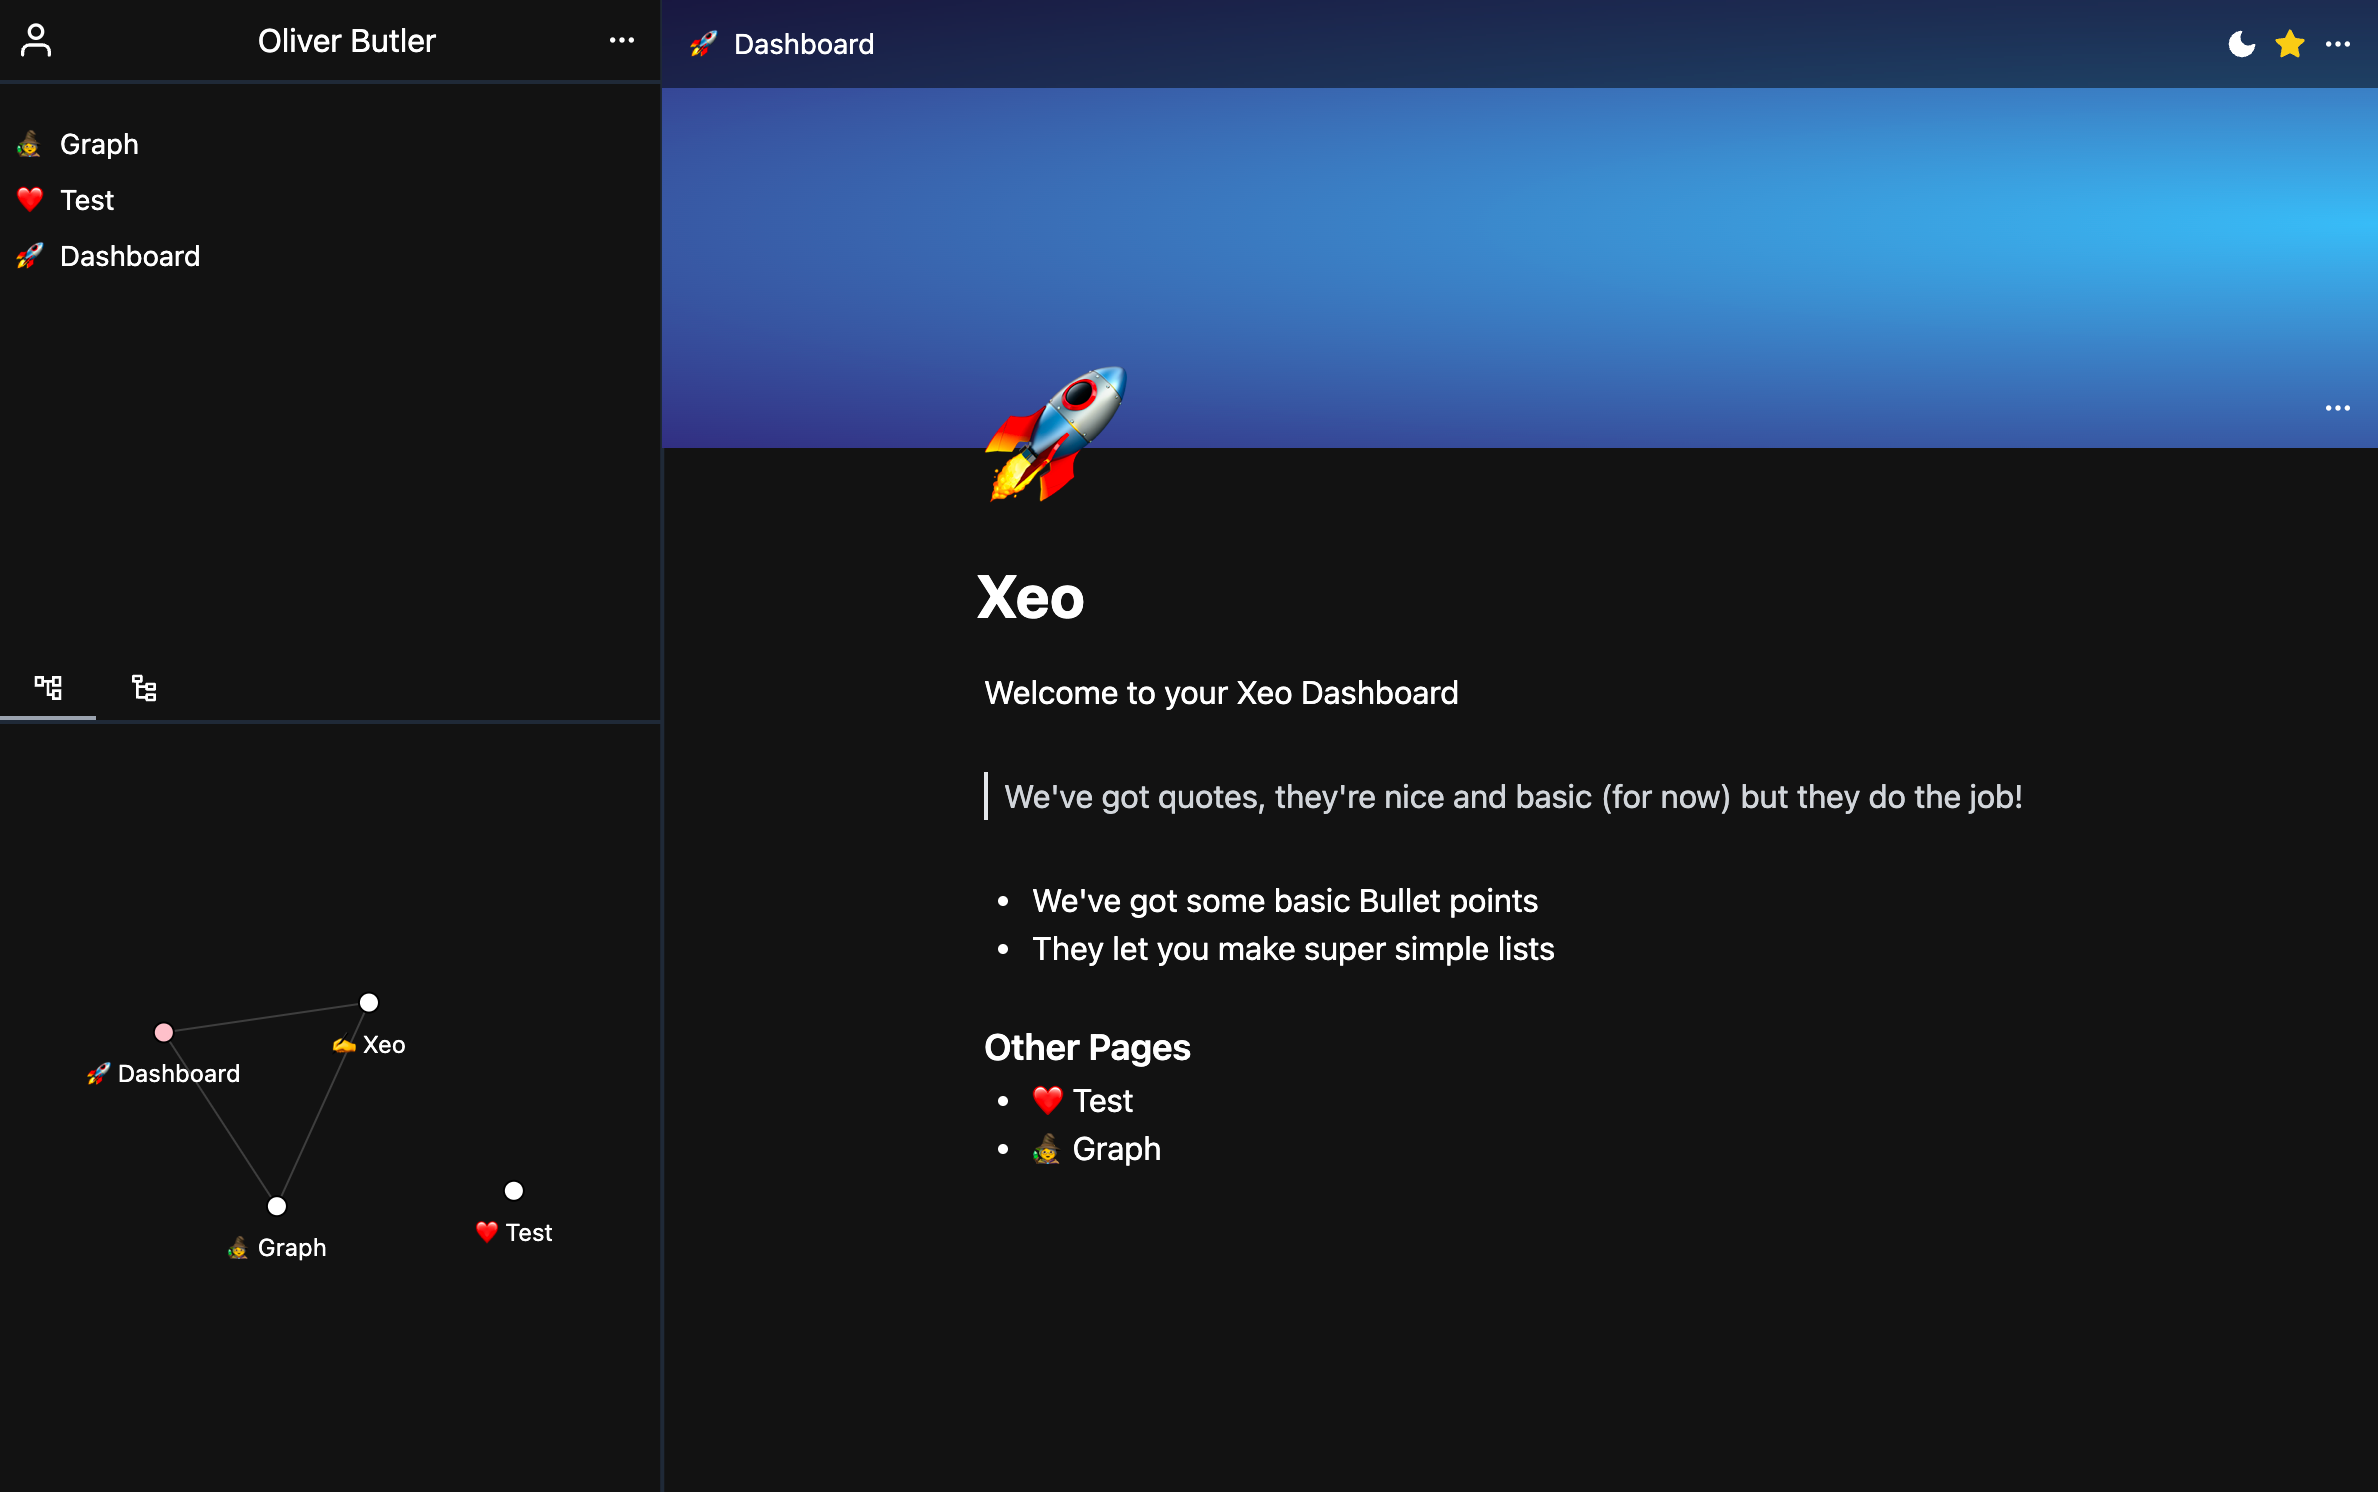 Oliver Butler
Graph
Test
Dashboard
Dashboard
Xeo
Dashboard
Graph
Test
Xeo
Welcome to your Xeo Dashboard
We've got quotes, they're nice and basic (for now) but they do the job!
We've got some basic Bullet points
They let you make super simple lists
Other Pages
Test
Graph